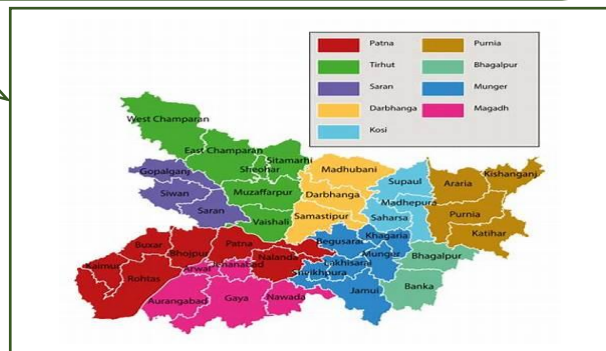 Patna
Purnia
Tirhut
Bhagalpur
Saran
Munger
Darbhanga
Magadh
Kosi
West Champaran
East Champaran
Sitamarhi
Sheohar
Gopalganj
Siwan
Saran
Muzaffarpur
Vaishali
Madhubani
Darbhanga
Samastipur
Supaul
Madhepura
Saharsa
Araria
Kishanganj
Purnia
Katihar
Buxar
Bhojpur
Patna
Nalanda
Kaimur
Rohtas
Arwal
Jehanabad
Aurangabad
Gaya
Nawada
Begusarai
Khagaria
Munger
Lakhisarai
Sheikhpura
Jamui
Bhagalpur
Banka